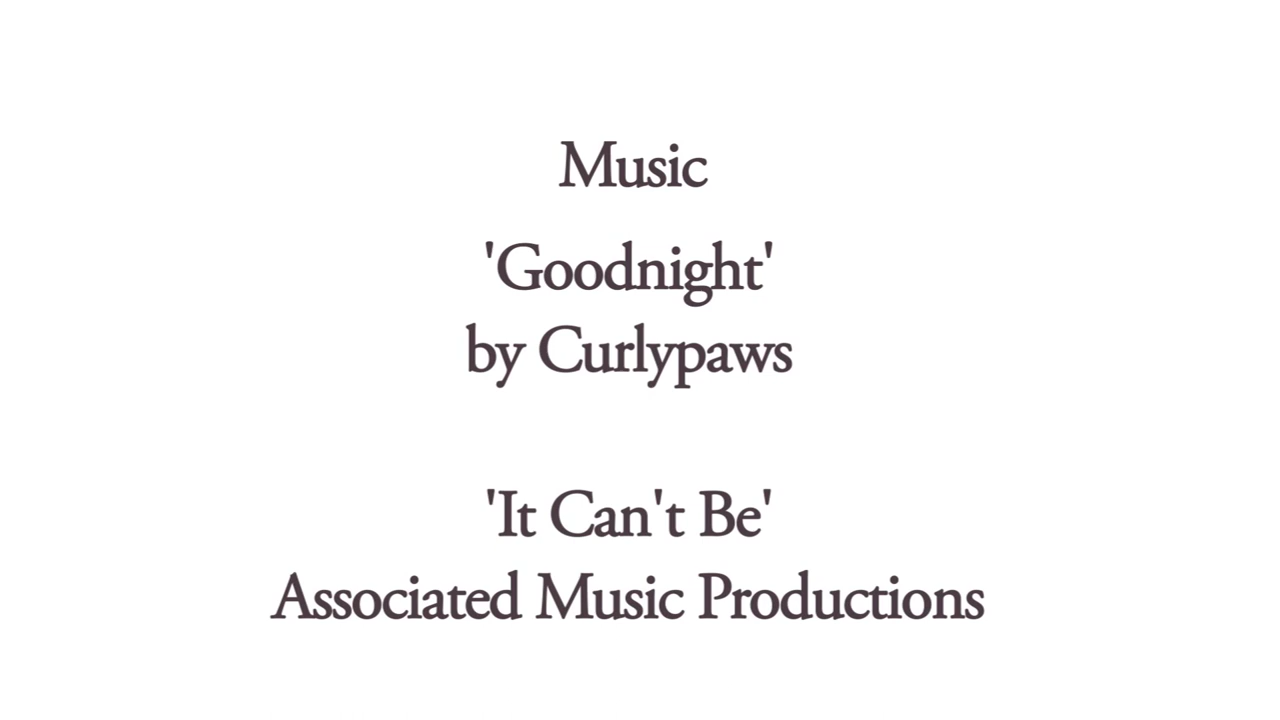 Music
'Goodnight'
by Curlypaws
'It Can't Be'
Associated Music Productions